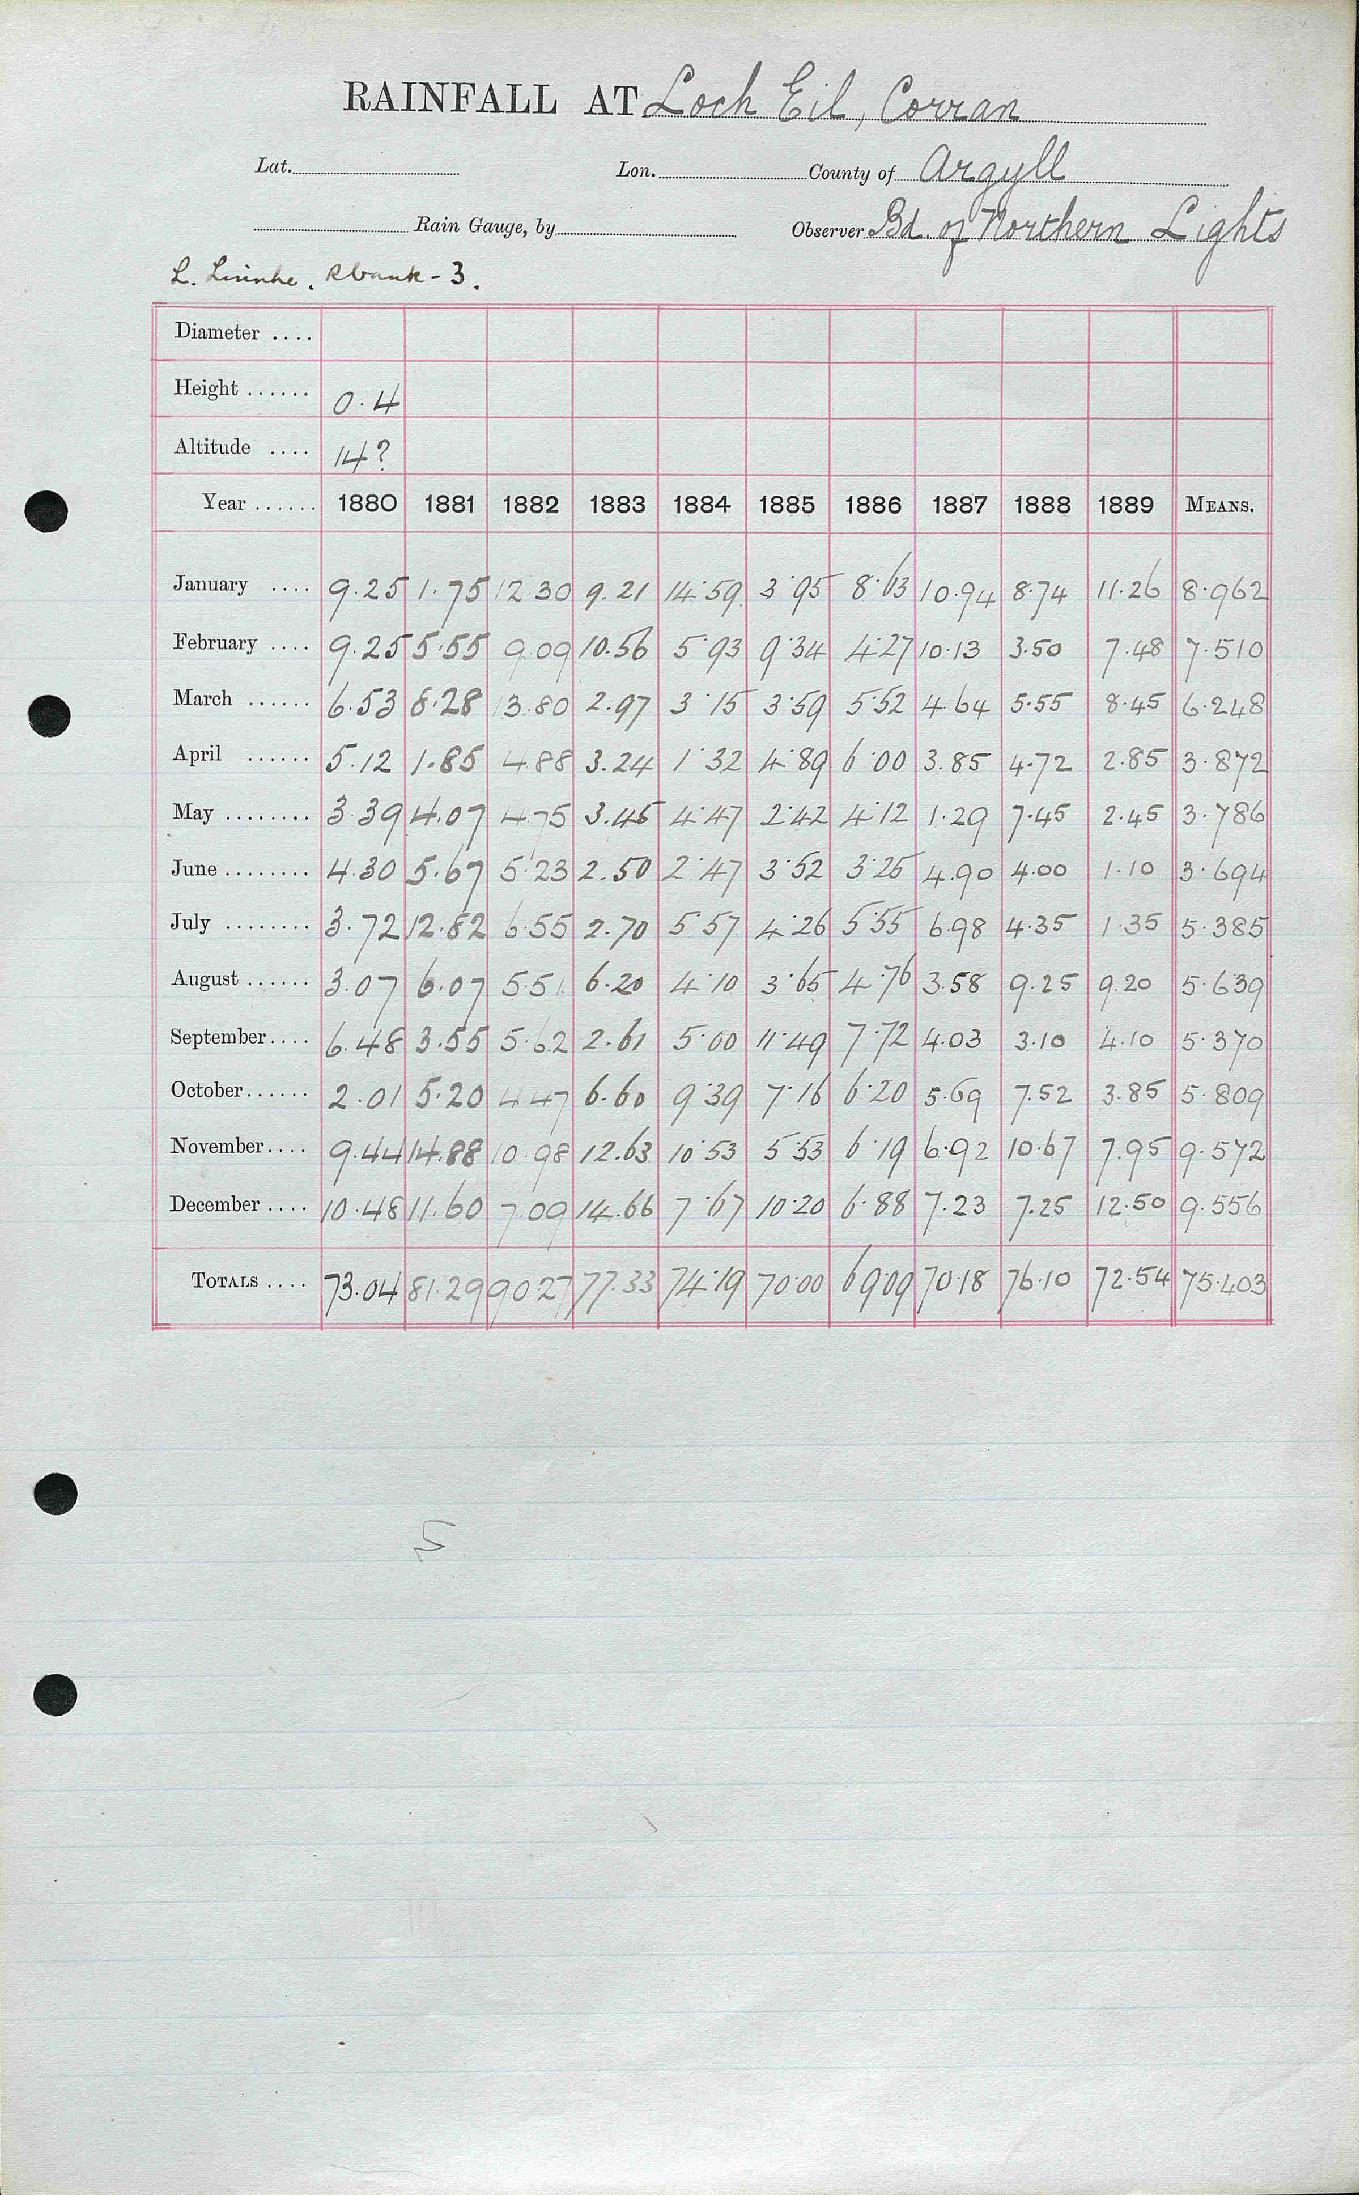 RAINFALL AT Loch Eil, Corran
Lat. Lon. County of Argyll
Rain Gauge, by Observer Bd. of Northern Lights
L. Linnhe. Rbank - 3.
Diameter ....
Height ...... 0.4
Altitude .... 14?
Year ...... 1880 1881 1882 1883 1884 1885 1886 1887 1888 1889 MEANS.
January .... 9.25 1.75 12.30 9.21 14.59 3.95 8.63 10.94 8.74 11.26 8.962
February .... 9.25 5.55 9.09 10.56 5.93 9.34 4.27 10.13 3.50 7.48 7.510
March ...... 6.53 8.28 13.80 2.97 3.15 3.59 5.52 4.64 5.55 8.45 6.248
April ...... 5.12 1.85 4.88 3.24 1.32 4.89 6.00 3.85 4.72 2.85 3.872
May ........ 3.39 4.07 4.75 3.45 4.47 2.42 4.12 1.29 7.45 2.45 3.786
June ........ 4.30 5.67 5.23 2.50 2.47 3.52 3.25 4.90 4.00 1.10 3.694
July ........ 3.72 12.82 6.55 2.70 5.57 4.26 5.55 6.98 4.35 1.35 5.385
August ...... 3.07 6.07 5.51 6.20 4.10 3.65 4.76 3.58 9.25 9.20 5.639
September .... 6.48 3.55 5.62 2.61 5.00 11.49 7.72 4.03 3.10 4.10 5.370
October ...... 2.01 5.20 4.47 6.60 9.39 7.16 6.20 5.69 7.52 3.85 5.809
November .... 9.44 14.88 10.98 12.63 10.53 5.53 6.19 6.92 10.67 7.95 9.572
December .... 10.48 11.60 7.09 14.66 7.67 10.20 6.88 7.23 7.25 12.50 9.556
TOTALS .... 73.04 81.29 90.27 77.33 74.19 70.00 69.09 70.18 76.10 72.54 75.403
5